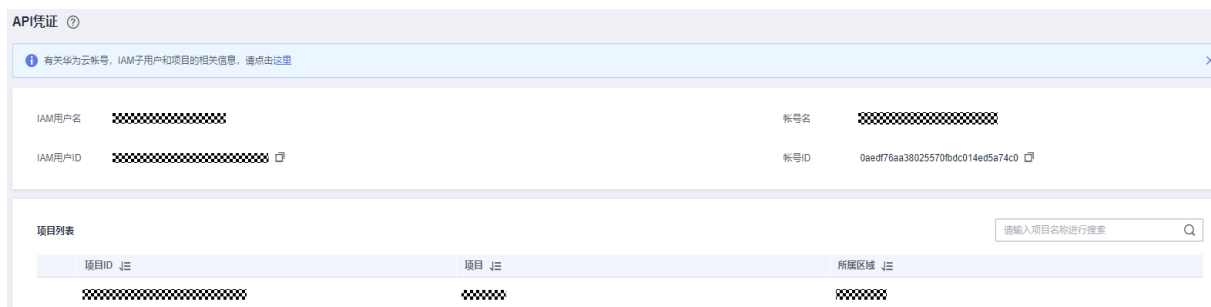 API凭证
有关华为云帐号，IAM子用户和项目的相关信息，请点击这里
IAM用户名
帐号名
IAM用户ID
帐号ID 0aedf76aa38025570fbdc014ed5a74c0
项目列表
请输入项目名称进行搜索
项目ID 项目 所属区域